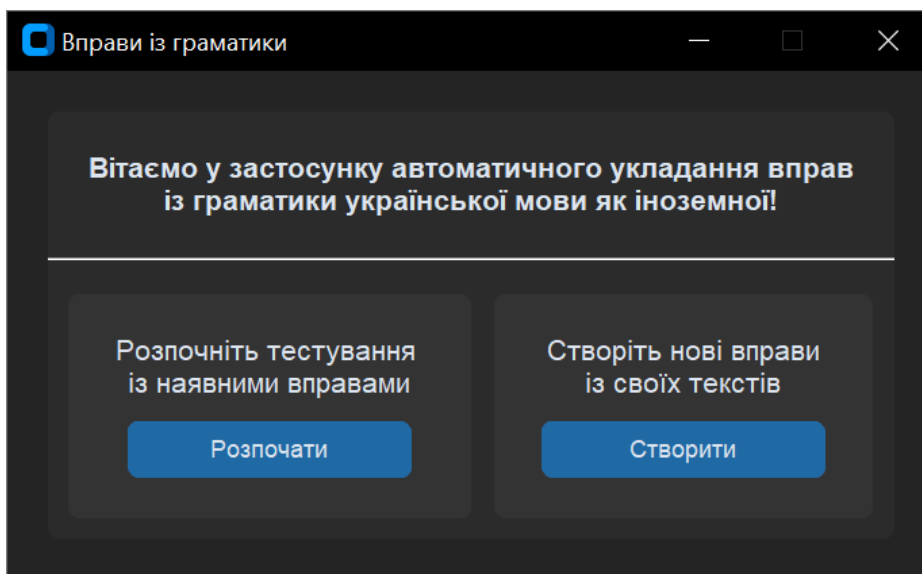 Вправи із граматики
Вітаємо у застосунку автоматичного укладання вправ
із граматики української мови як іноземної!
Розпочніть тестування
із наявними вправами
Розпочати
Створіть нові вправи
із своїх текстів
Створити